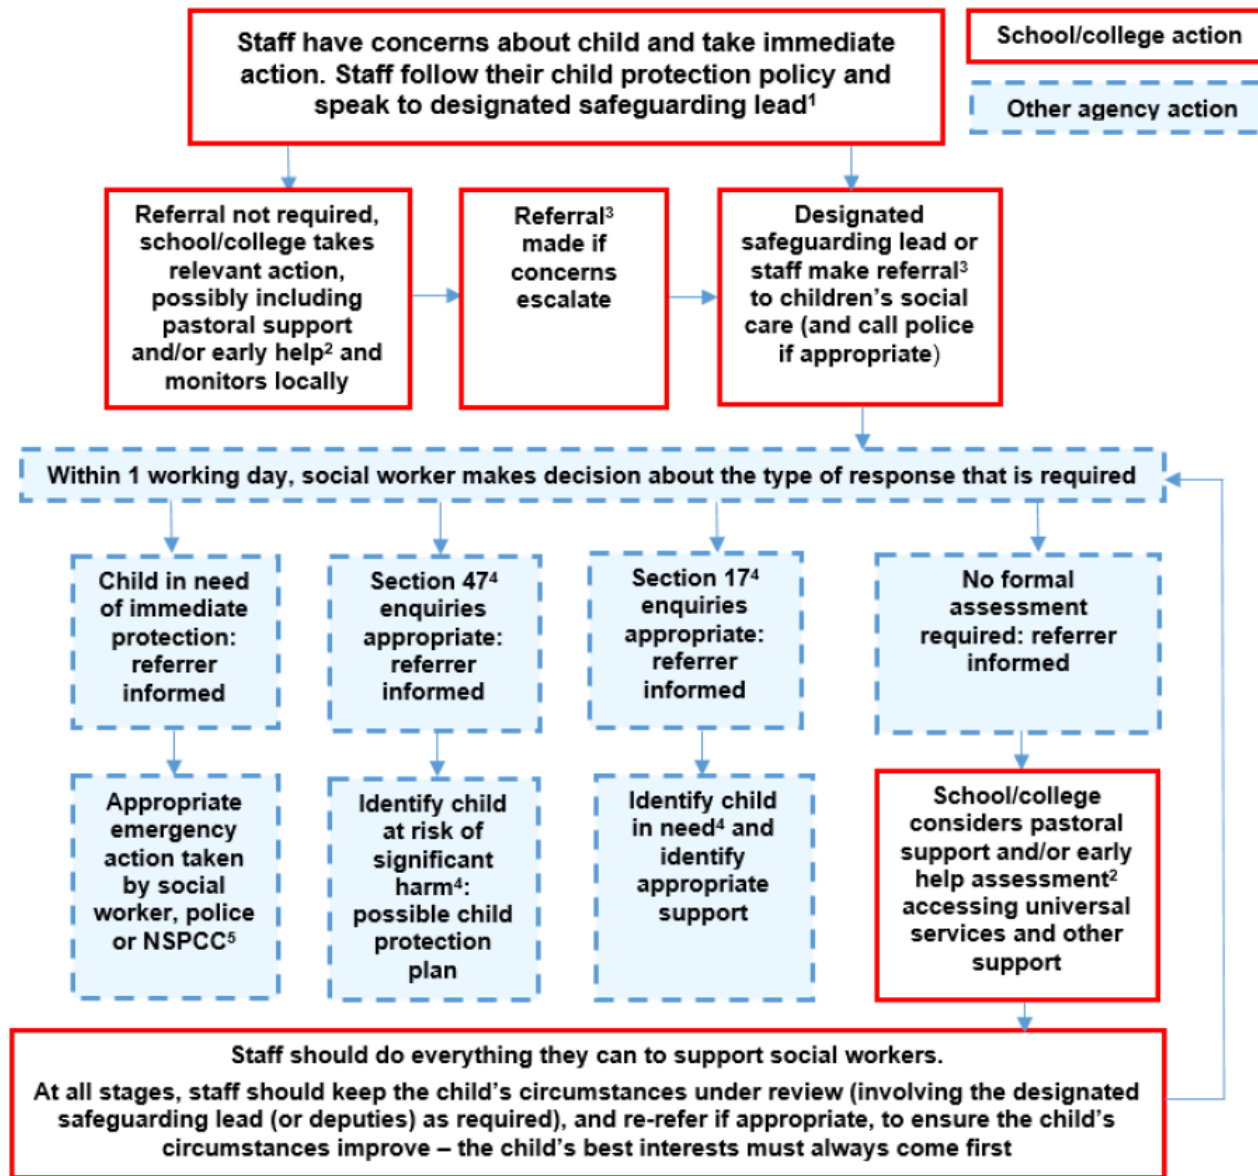 Staff have concerns about child and take immediate
action. Staff follow their child protection policy and
speak to designated safeguarding lead¹
School/college action
Other agency action
Referral not required,
school/college takes
relevant action,
possibly including
pastoral support
and/or early help² and
monitors locally
Referral³
made if
concerns
escalate
Designated
safeguarding lead or
staff make referral³
to children's social
care (and call police
if appropriate)
Within 1 working day, social worker makes decision about the type of response that is required
Child in need
of immediate
protection:
referrer
informed
Section 47⁴
enquiries
appropriate:
referrer
informed
Section 17⁴
enquiries
appropriate:
referrer
informed
No formal
assessment
required: referrer
informed
Appropriate
emergency
action taken
by social
worker, police
or NSPCC⁵
Identify child
at risk of
significant
harm⁴:
possible child
protection
plan
Identify child
in need⁴ and
identify
appropriate
support
School/college
considers pastoral
support and/or early
help assessment²
accessing universal
services and other
support
Staff should do everything they can to support social workers.
At all stages, staff should keep the child's circumstances under review (involving the designated
safeguarding lead (or deputies) as required), and re-refer if appropriate, to ensure the child's
circumstances improve – the child's best interests must always come first